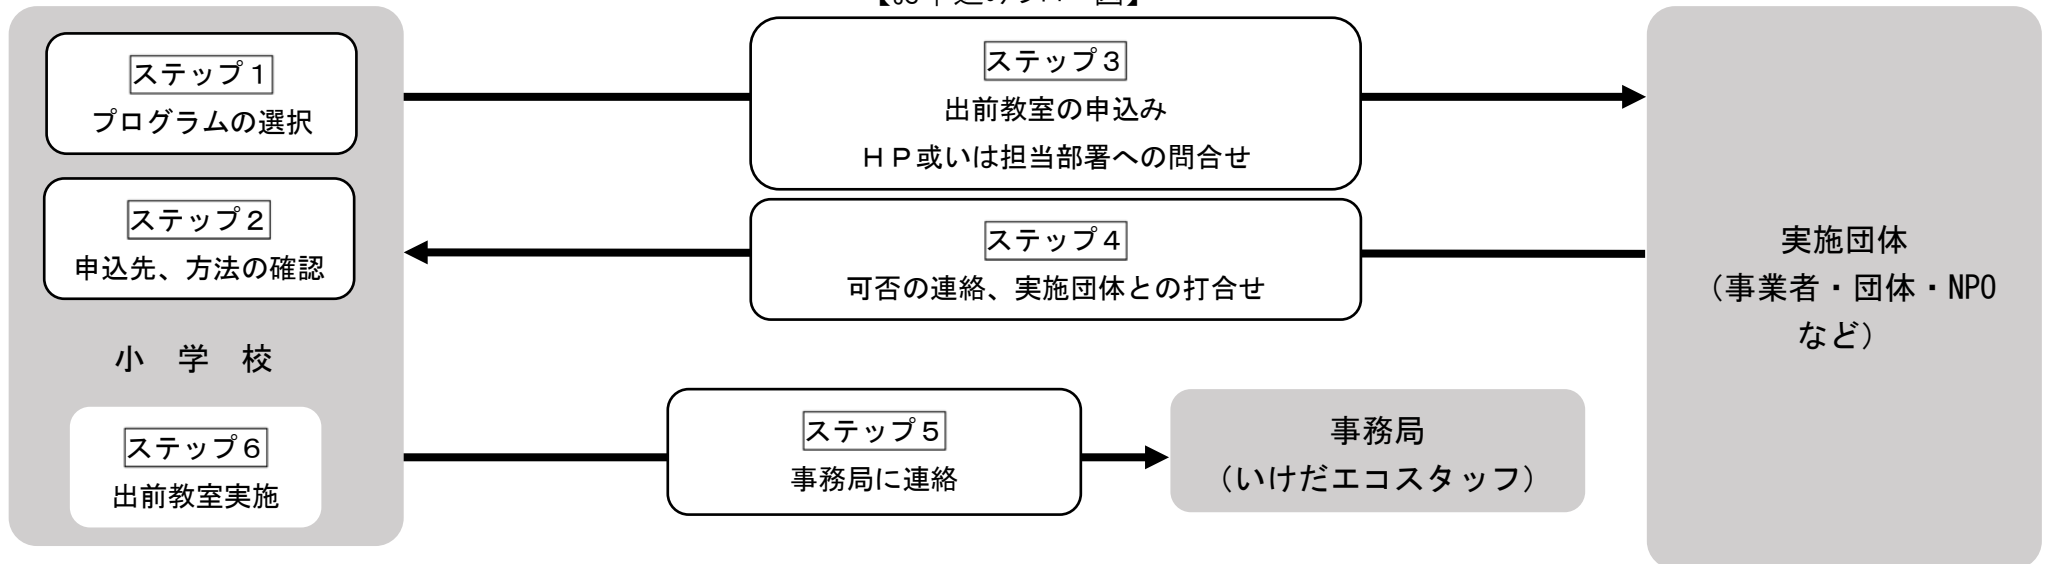 ステップ１
プログラムの選択
ステップ２
申込先、方法の確認
小　学　校
ステップ６
出前教室実施
ステップ３
出前教室の申込み
ＨＰ或いは担当部署への問合せ
ステップ４
可否の連絡、実施団体との打合せ
ステップ５
事務局に連絡
事務局
（いけだエコスタッフ）
実施団体
（事業者・団体・NPO
など）